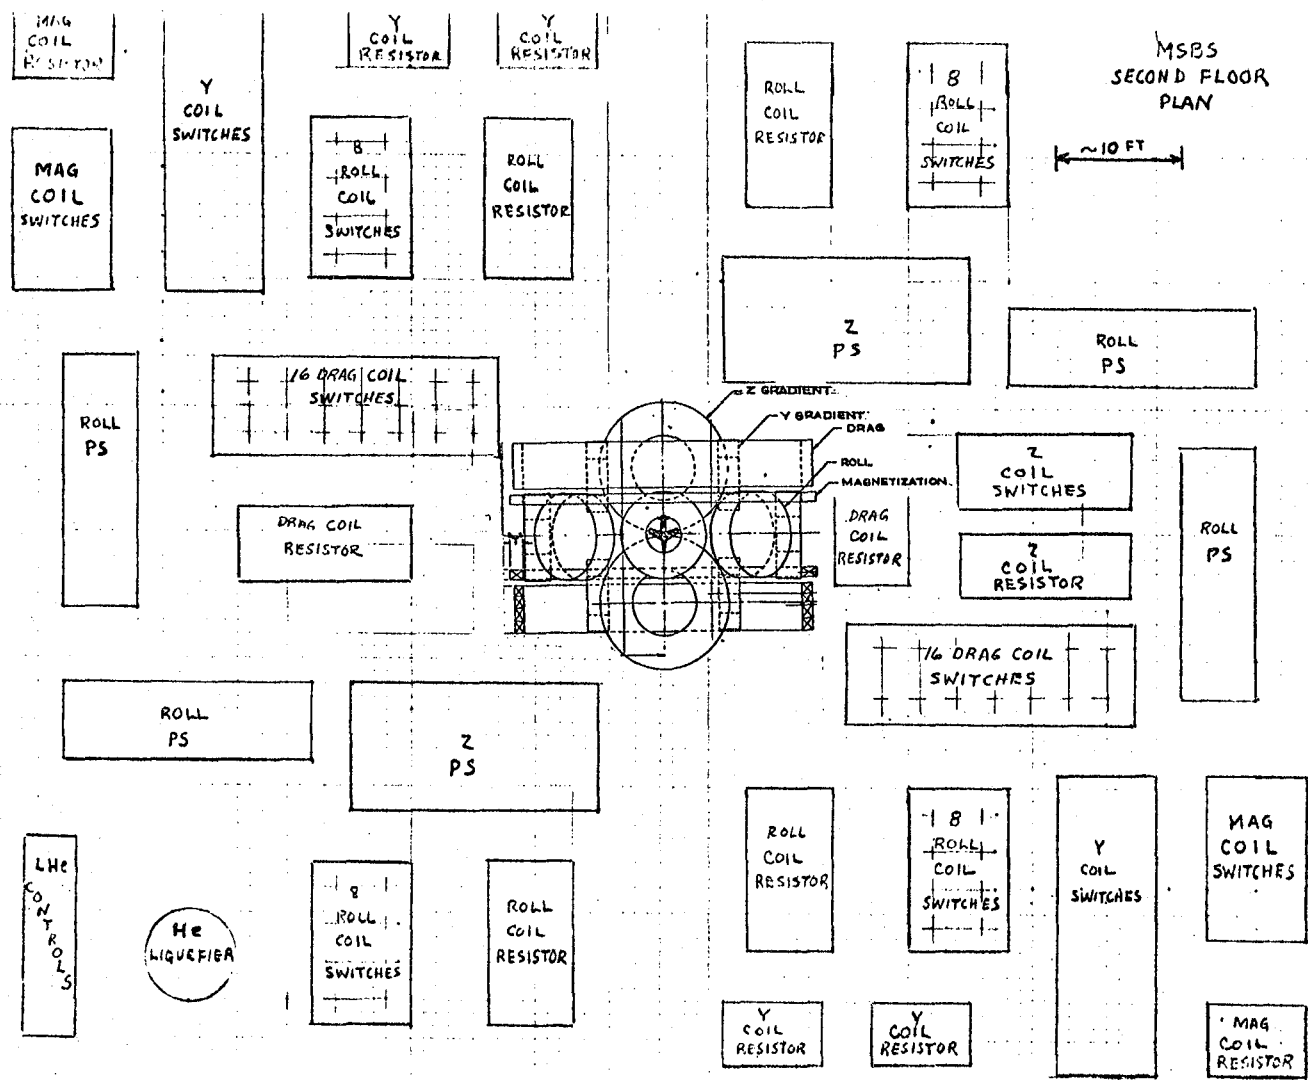 MAG
COIL
RESISTOR
Y
COIL
RESISTOR
Y
COIL
RESISTOR
Y
COIL
SWITCHES
MAG
COIL
SWITCHES
8
ROLL
COIL
SWITCHES
ROLL
COIL
RESISTOR
ROLL
COIL
RESISTOR
8
ROLL
COIL
SWITCHES
MSBS
SECOND FLOOR
PLAN
~10 FT
Z
PS
ROLL
PS
ROLL
PS
16 DRAG COIL
SWITCHES
Z GRADIENT
Y GRADIENT
DRAG
ROLL
MAGNETIZATION
Z
COIL
SWITCHES
ROLL
PS
DRAG COIL
RESISTOR
DRAG
COIL
RESISTOR
Z
COIL
RESISTOR
16 DRAG COIL
SWITCHES
ROLL
PS
Z
PS
LHe
CONTROLS
He
LIQUEFIER
8
ROLL
COIL
SWITCHES
ROLL
COIL
RESISTOR
ROLL
COIL
RESISTOR
8
ROLL
COIL
SWITCHES
Y
COIL
SWITCHES
MAG
COIL
SWITCHES
Y
COIL
RESISTOR
Y
COIL
RESISTOR
MAG
COIL
RESISTOR